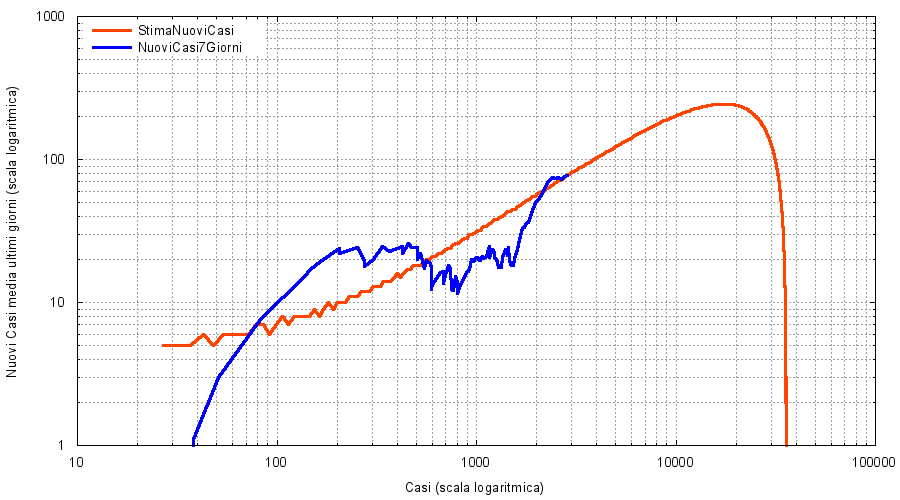 1000
StimaNuoviCasi
NuoviCasi7Giorni
100
10
1
Nuovi Casi media ultimi giorni (scala logaritmica)
10
100
1000
10000
100000
Casi (scala logaritmica)